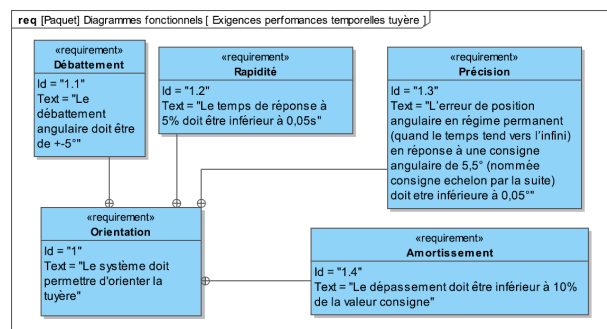 req [Paquet] Diagrammes fonctionnels [ Exigences perfomances temporelles tuyère ]
«requirement»
Débattement
Id = "1.1"
Text = "Le
débattement
angulaire doit être
de +-5°"
«requirement»
Rapidité
Id = "1.2"
Text = "Le temps de réponse à
5% doit être inférieur à 0,05s"
«requirement»
Précision
Id = "1.3"
Text = "L'erreur de position
angulaire en régime permanent
(quand le temps tend vers l'infini)
en réponse à une consigne
angulaire de 5,5° (nommée
consigne echelon par la suite)
doit etre inférieure à 0,05°"
«requirement»
Orientation
Id = "1"
Text = "Le système doit
permettre d'orienter la
tuyère"
«requirement»
Amortissement
Id = "1.4"
Text = "Le dépassement doit être inférieur à 10%
de la valeur consigne"